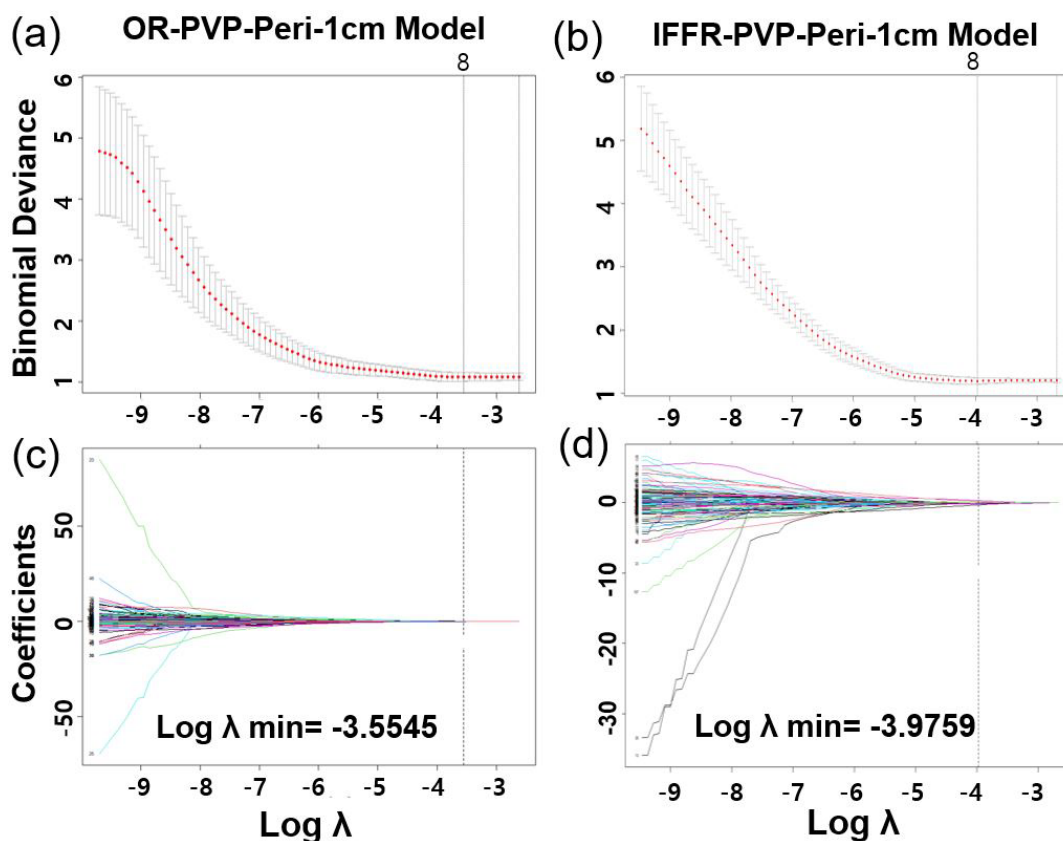 (a) OR-PVP-Peri-1cm Model
8
Binomial Deviance
6
5
4
3
2
1
-9 -8 -7 -6 -5 -4 -3
(b) IFFR-PVP-Peri-1cm Model
8
6
5
4
3
2
1
-9 -8 -7 -6 -5 -4 -3
(c)
Coefficients
50
0
-50
Log λ min= -3.5545
-9 -8 -7 -6 -5 -4 -3
Log λ
(d)
0
-10
-20
-30
Log λ min= -3.9759
-9 -8 -7 -6 -5 -4 -3
Log λ